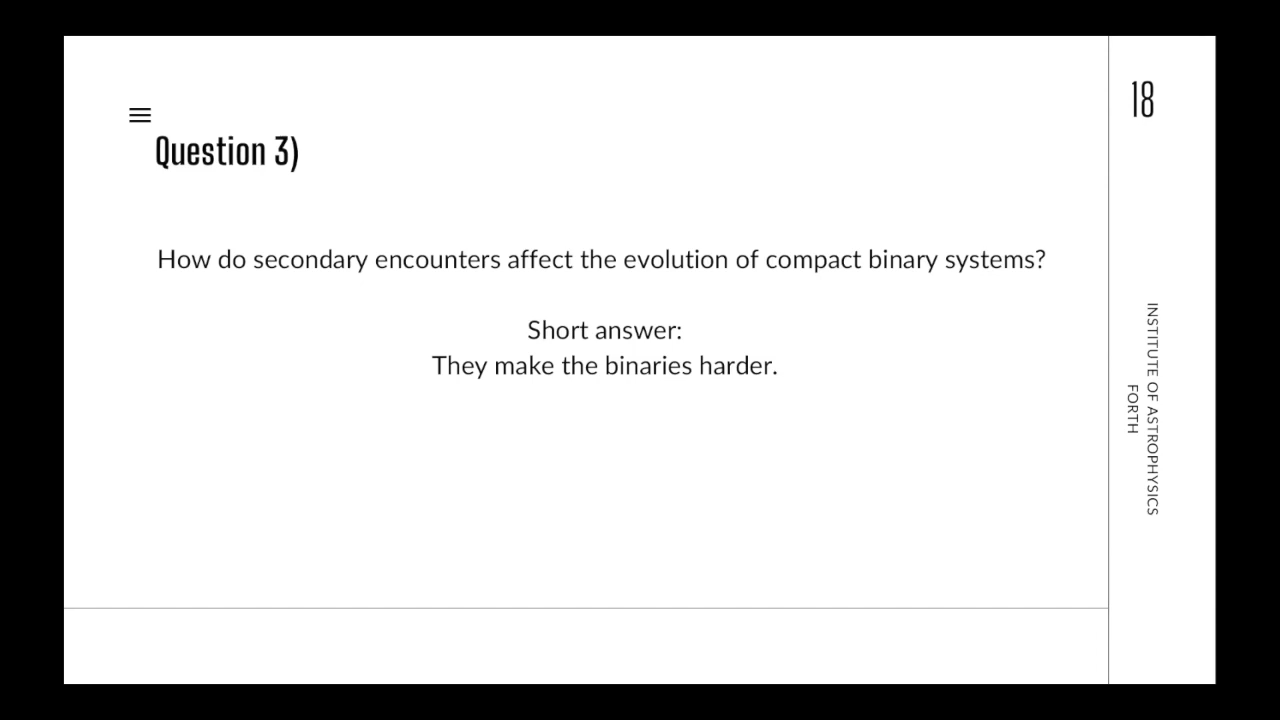 Question 3)
How do secondary encounters affect the evolution of compact binary systems?
Short answer:
They make the binaries harder.
18
INSTITUTE OF ASTROPHYSICS
FORTH